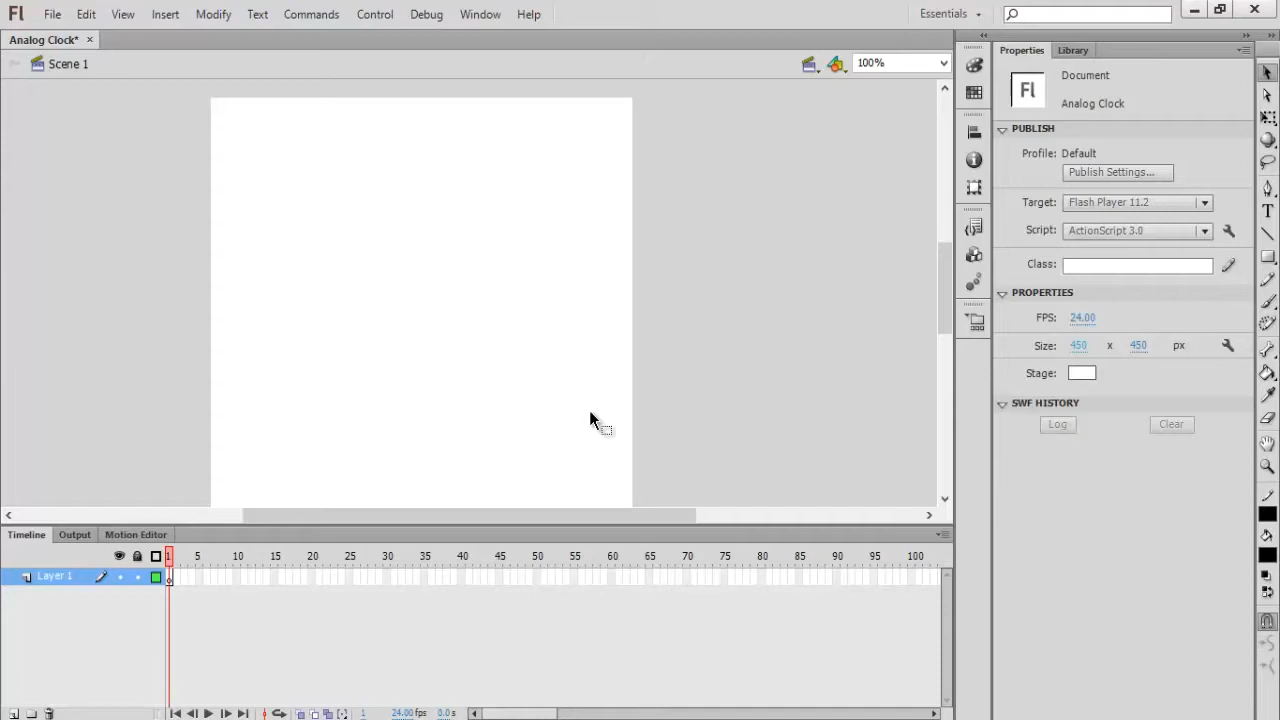 Fl File Edit View Insert Modify Text Commands Control Debug Window Help Essentials
Analog Clock* ×
Scene 1 100%
Properties Library
Fl Document
Analog Clock
PUBLISH
Profile: Default
Publish Settings...
Target: Flash Player 11.2
Script: ActionScript 3.0
Class:
PROPERTIES
FPS: 24.00
Size: 450 x 450 px
Stage:
SWF HISTORY
Log Clear
Timeline Output Motion Editor
1 5 10 15 20 25 30 35 40 45 50 55 60 65 70 75 80 85 90 95 100
Layer 1
1 24.00 fps 0.0 s